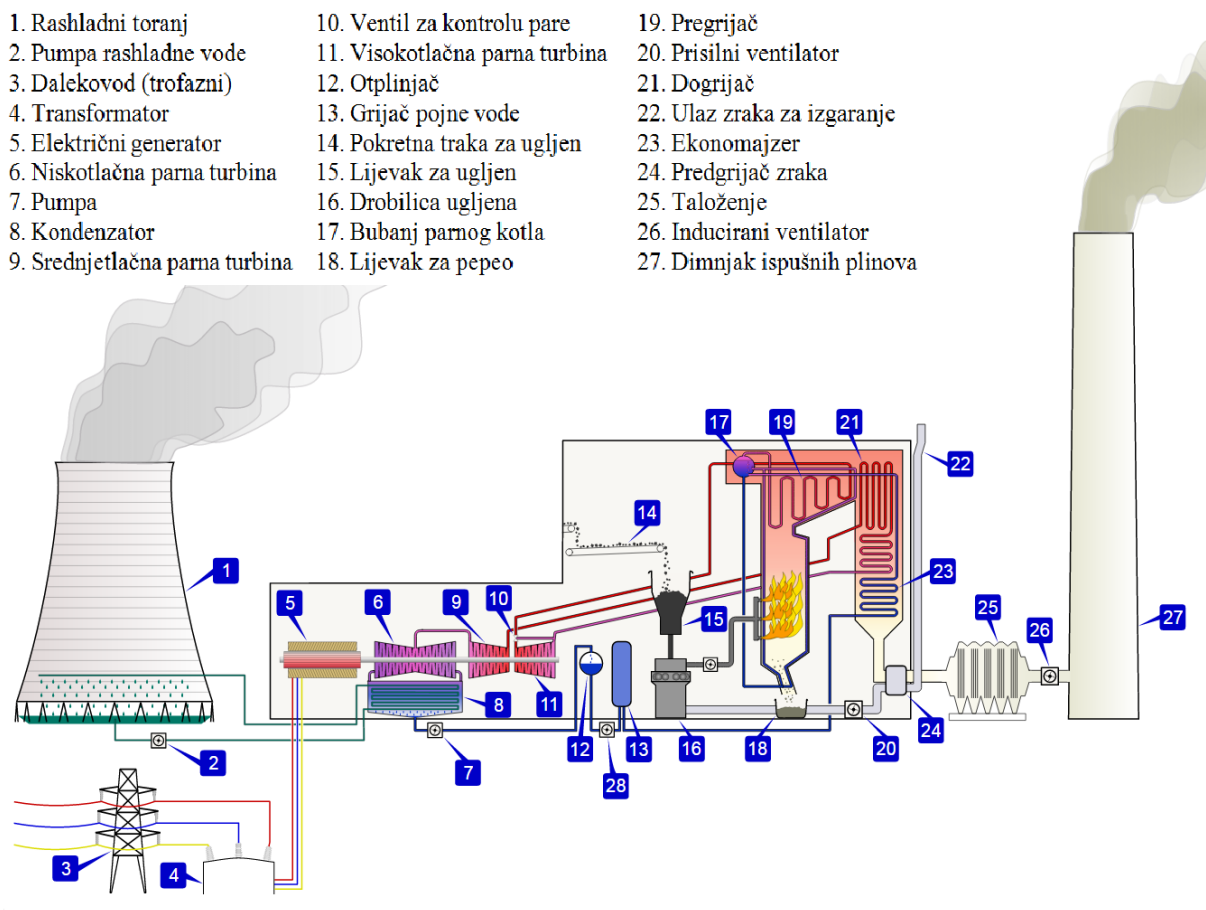 1. Rashladni toranj
2. Pumpa rashladne vode
3. Dalekovod (trofazni)
4. Transformator
5. Električni generator
6. Niskotlačna parna turbina
7. Pumpa
8. Kondenzator
9. Srednjetlačna parna turbina
10. Ventil za kontrolu pare
11. Visokotlačna parna turbina
12. Otplinjač
13. Grijač pojne vode
14. Pokretna traka za ugljen
15. Lijevak za ugljen
16. Drobilica ugljena
17. Bubanj parnog kotla
18. Lijevak za pepeo
19. Pregrijač
20. Prisilni ventilator
21. Dogrijač
22. Ulaz zraka za izgaranje
23. Ekonomajzer
24. Predgrijač zraka
25. Taloženje
26. Inducirani ventilator
27. Dimnjak ispušnih plinova
17
19
21
22
14
1
23
5
6
9
10
15
25
26
27
8
11
12
13
16
18
20
24
2
7
28
3
4